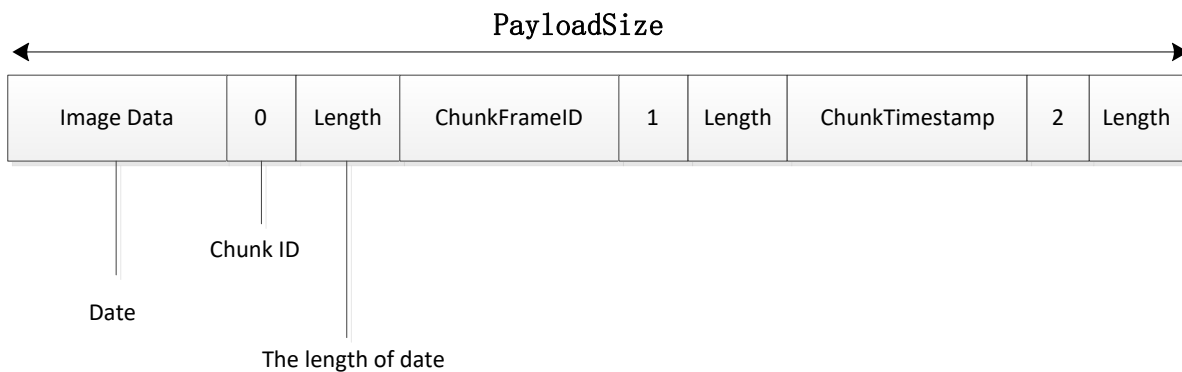 PayloadSize
Image Data 0 Length ChunkFrameID 1 Length ChunkTimestamp 2 Length
Chunk ID
Date
The length of date